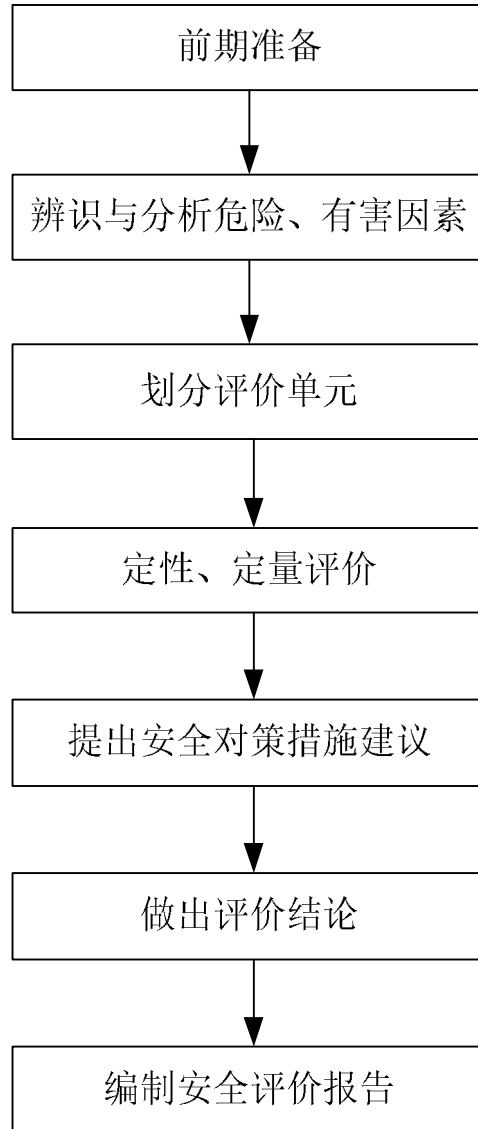 前期准备
辨识与分析危险、有害因素
划分评价单元
定性、定量评价
提出安全对策措施建议
做出评价结论
编制安全评价报告